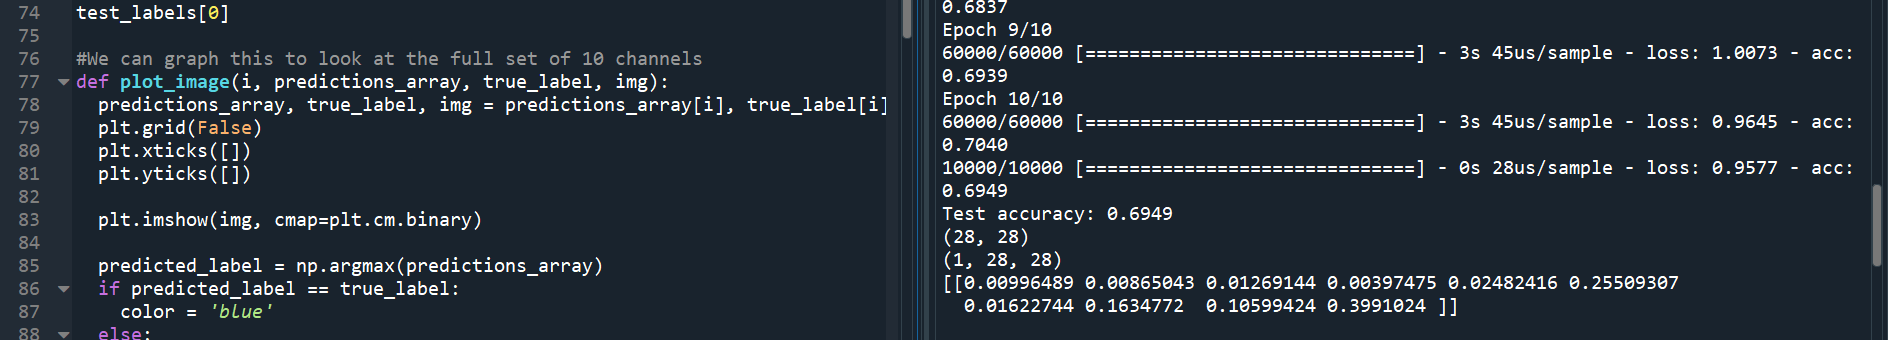 74 test_labels[0]
75
76 #We can graph this to look at the full set of 10 channels
77 def plot_image(i, predictions_array, true_label, img):
78 predictions_array, true_label, img = predictions_array[i], true_label[i]
79 plt.grid(False)
80 plt.xticks([])
81 plt.yticks([])
82
83 plt.imshow(img, cmap=plt.cm.binary)
84
85 predicted_label = np.argmax(predictions_array)
86 if predicted_label == true_label:
87 color = 'blue'
88 else:
0.6837
Epoch 9/10
60000/60000 [==============================] - 3s 45us/sample - loss: 1.0073 - acc:
0.6939
Epoch 10/10
60000/60000 [==============================] - 3s 45us/sample - loss: 0.9645 - acc:
0.7040
10000/10000 [==============================] - 0s 28us/sample - loss: 0.9577 - acc:
0.6949
Test accuracy: 0.6949
(28, 28)
(1, 28, 28)
[[0.00996489 0.00865043 0.01269144 0.00397475 0.02482416 0.25509307
0.01622744 0.1634772  0.10599424 0.3991024 ]]